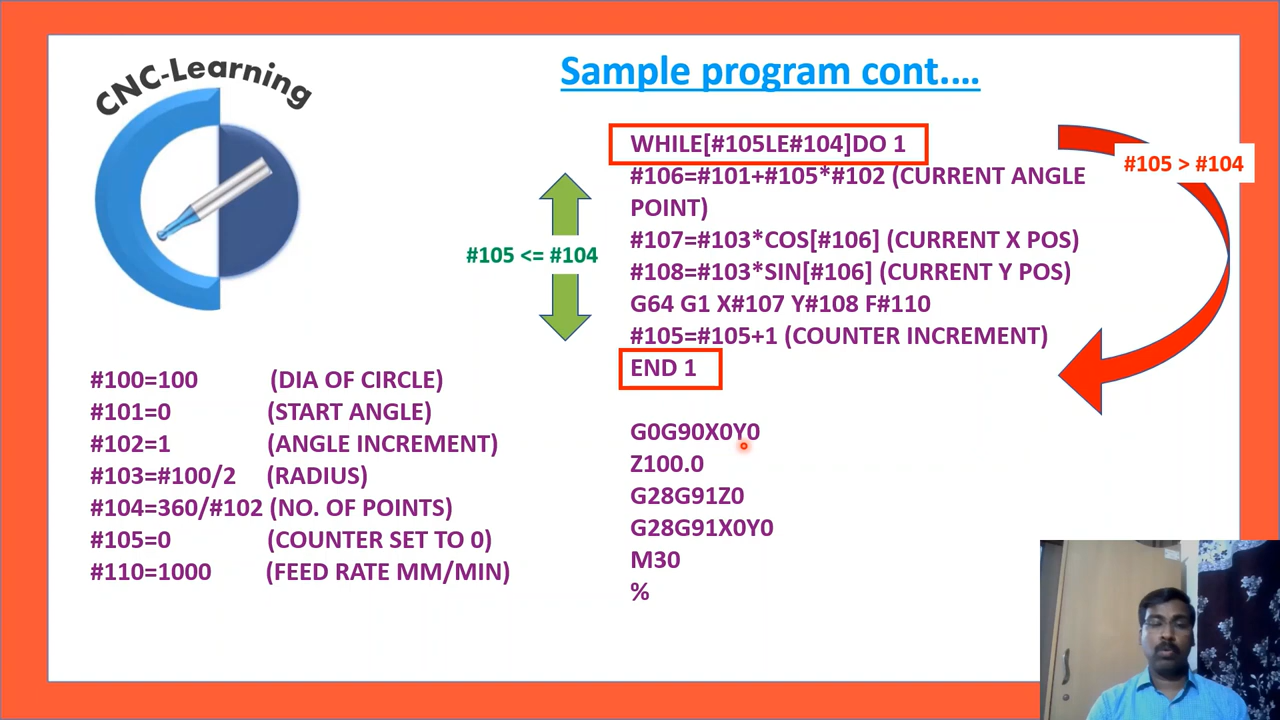 CNC-Learning
Sample program cont....
WHILE[#105LE#104]DO 1
#106=#101+#105*#102 (CURRENT ANGLE
POINT)
#107=#103*COS[#106] (CURRENT X POS)
#108=#103*SIN[#106] (CURRENT Y POS)
G64 G1 X#107 Y#108 F#110
#105=#105+1 (COUNTER INCREMENT)
END 1
#105 > #104
#105 <= #104
#100=100 (DIA OF CIRCLE)
#101=0 (START ANGLE)
#102=1 (ANGLE INCREMENT)
#103=#100/2 (RADIUS)
#104=360/#102 (NO. OF POINTS)
#105=0 (COUNTER SET TO 0)
#110=1000 (FEED RATE MM/MIN)
G0G90X0Y0
Z100.0
G28G91Z0
G28G91X0Y0
M30
%